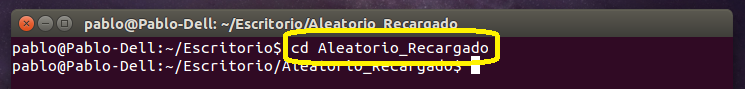 pablo@Pablo-Dell: ~/Escritorio/Aleatorio_Recargado
pablo@Pablo-Dell:~/Escritorio$ cd Aleatorio_Recargado
pablo@Pablo-Dell:~/Escritorio/Aleatorio_Recargado$